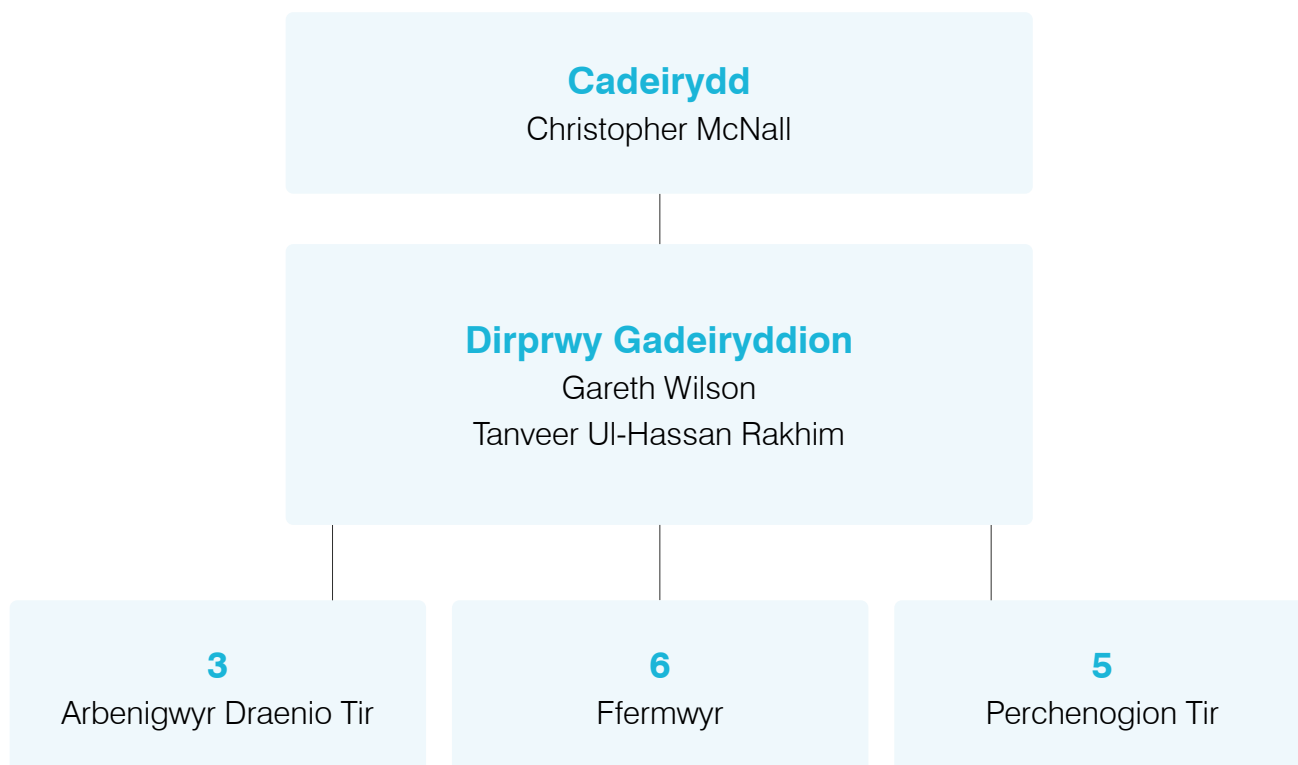 Cadeirydd
Christopher McNall
Dirprwy Gadeiryddion
Gareth Wilson
Tanveer Ul-Hassan Rakhim
3
Arbenigwyr Draenio Tir
6
Ffermwyr
5
Perchenogion Tir